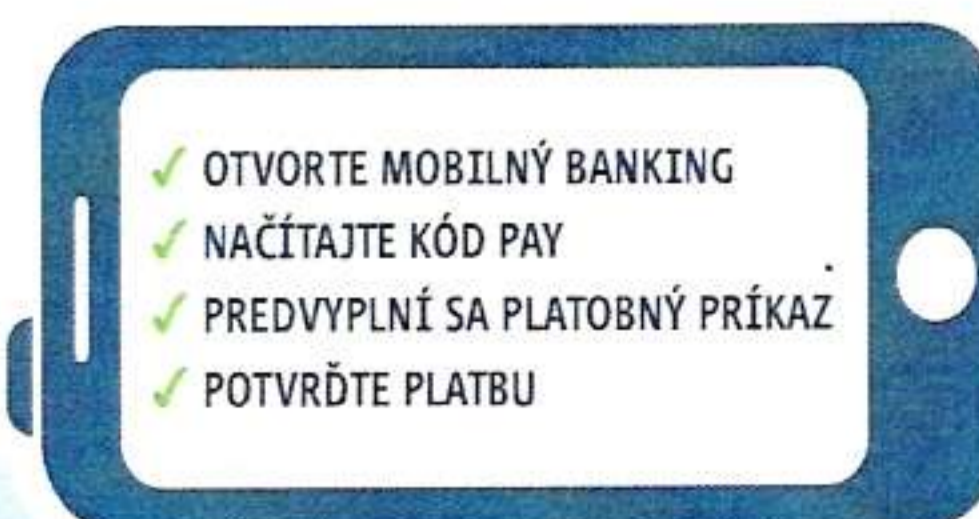 ✓ OTVORTE MOBILNÝ BANKING
✓ NAČÍTAJTE KÓD PAY
✓ PREDVYPLNÍ SA PLATOBNÝ PRÍKAZ
✓ POTVRĎTE PLATBU